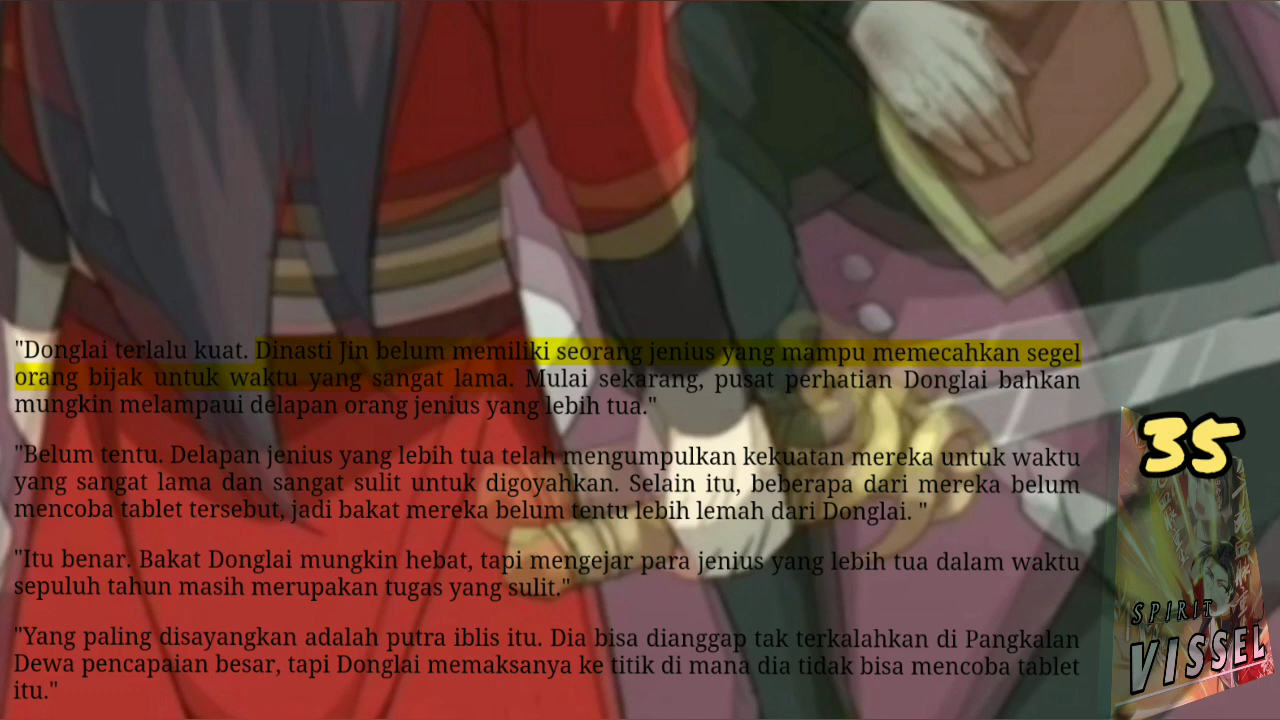 "Donglai terlalu kuat. Dinasti Jin belum memiliki seorang jenius yang mampu memecahkan segel
orang bijak untuk waktu yang sangat lama. Mulai sekarang, pusat perhatian Donglai bahkan
mungkin melampaui delapan orang jenius yang lebih tua."
"Belum tentu. Delapan jenius yang lebih tua telah mengumpulkan kekuatan mereka untuk waktu
yang sangat lama dan sangat sulit untuk digoyahkan. Selain itu, beberapa dari mereka belum
mencoba tablet tersebut, jadi bakat mereka belum tentu lebih lemah dari Donglai. "
"Itu benar. Bakat Donglai mungkin hebat, tapi mengejar para jenius yang lebih tua dalam waktu
sepuluh tahun masih merupakan tugas yang sulit."
"Yang paling disayangkan adalah putra iblis itu. Dia bisa dianggap tak terkalahkan di Pangkalan
Dewa pencapaian besar, tapi Donglai memaksanya ke titik di mana dia tidak bisa mencoba tablet
itu."
35
SPIRIT
VISSEL